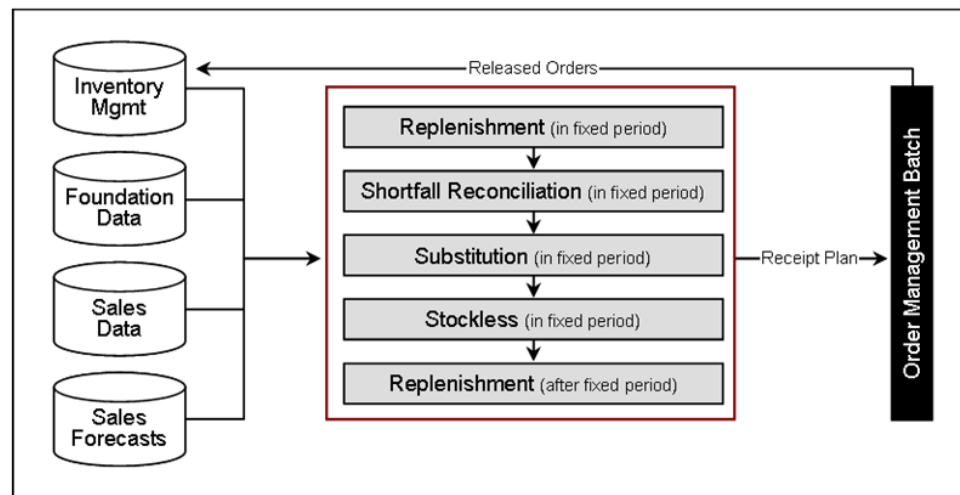 Released Orders
Inventory
Mgmt
Foundation
Data
Sales
Data
Sales
Forecasts
Replenishment (in fixed period)
Shortfall Reconciliation (in fixed period)
Substitution (in fixed period)
Stockless (in fixed period)
Replenishment (after fixed period)
Receipt Plan
Order Management Batch